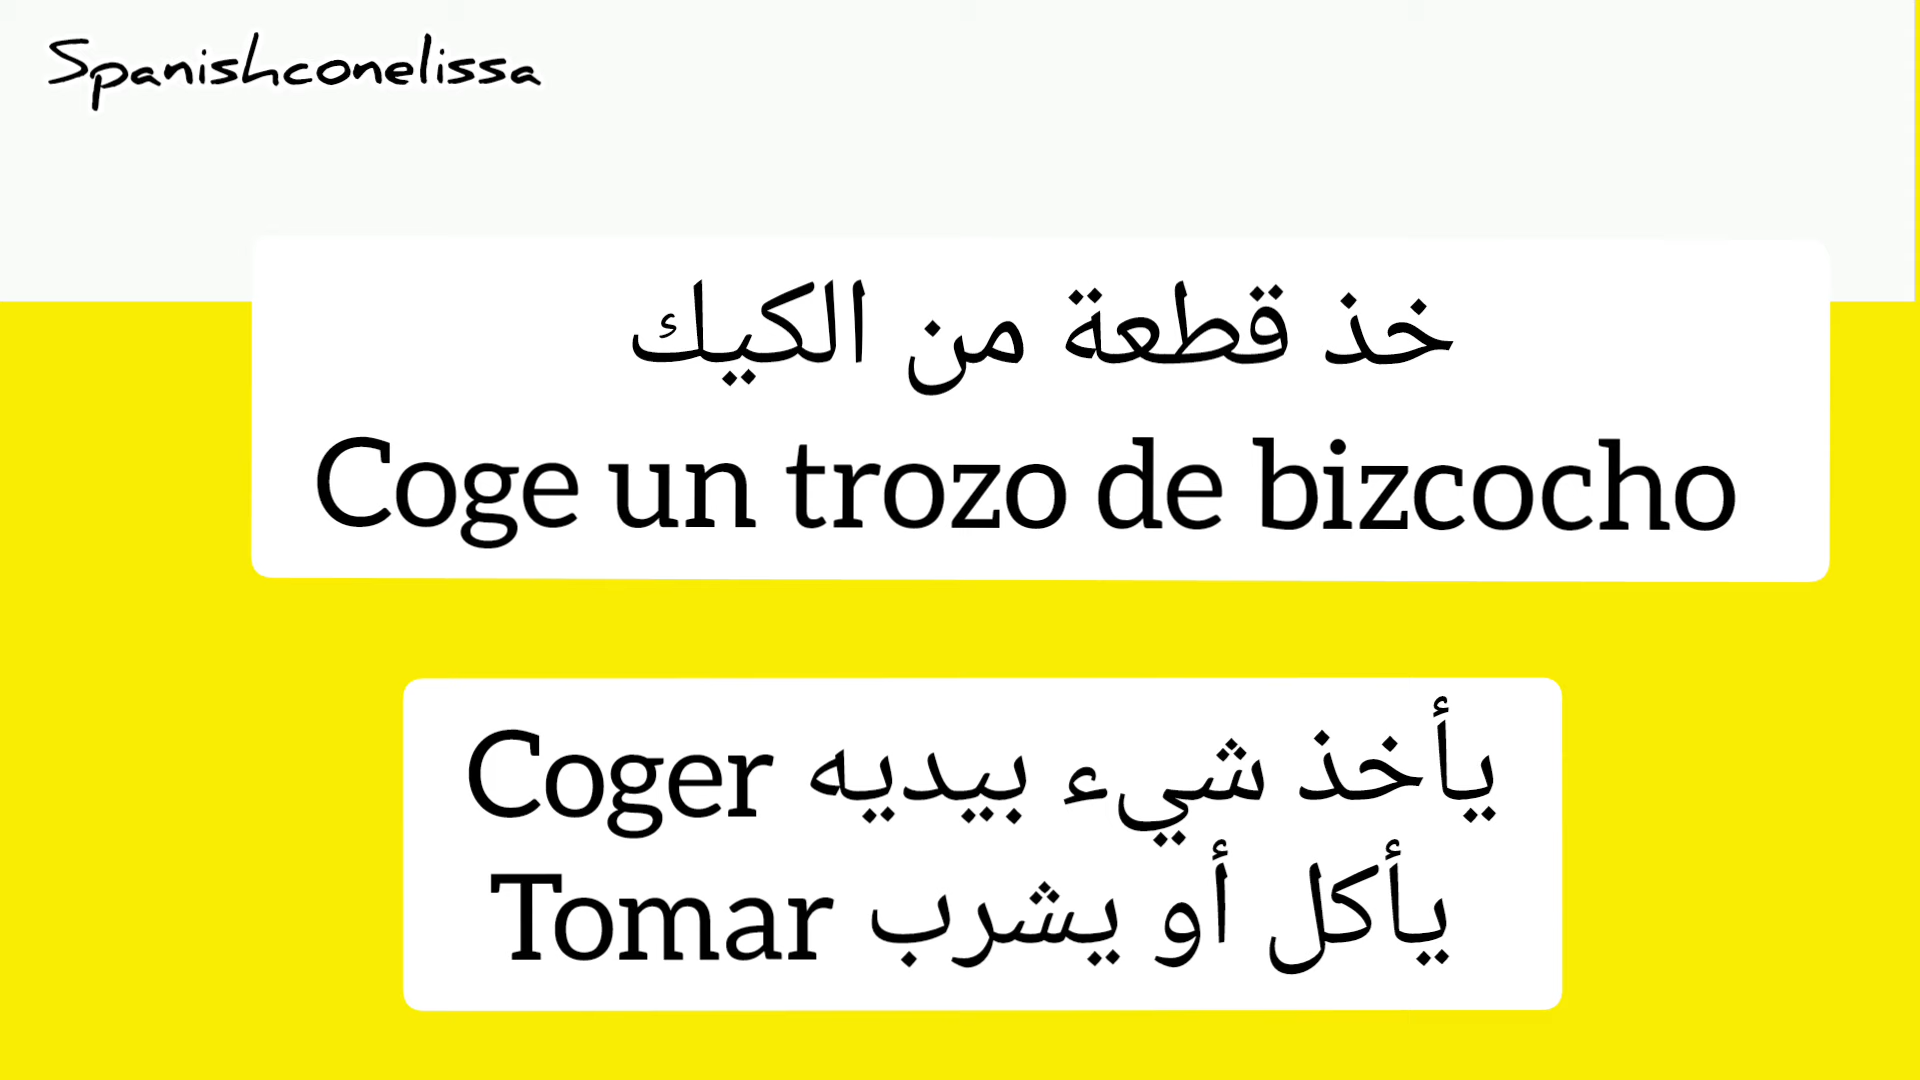 Spanishconelissa
خذ قطعة من الكيك
Coge un trozo de bizcocho
Coger يأخذ شيء بيديه
Tomar يأكل أو يشرب